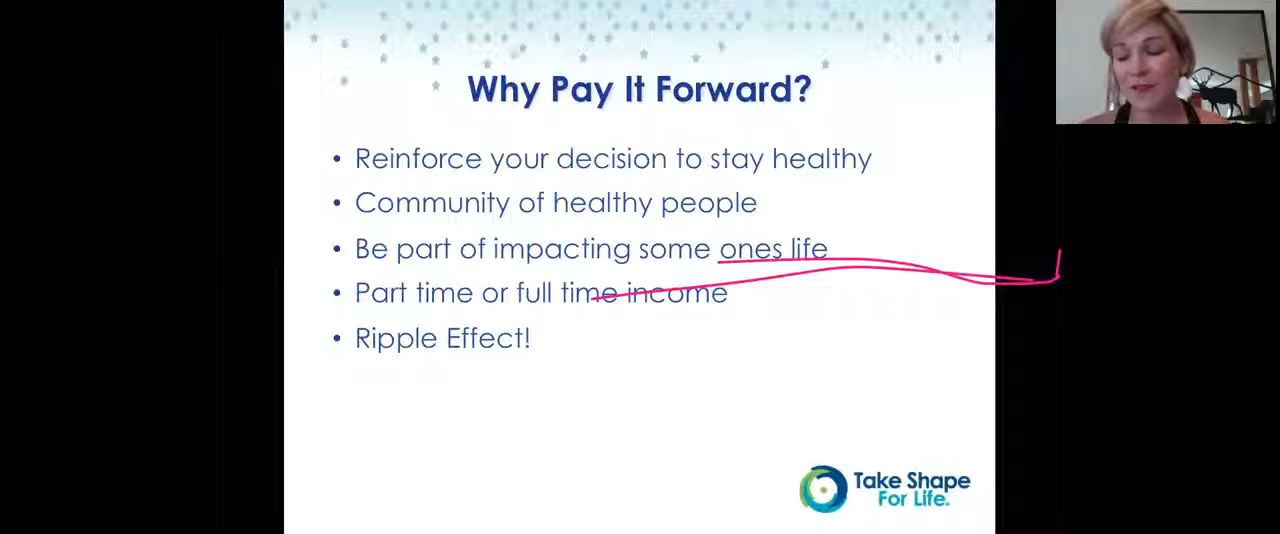 Why Pay It Forward?
• Reinforce your decision to stay healthy
• Community of healthy people
• Be part of impacting some ones life
• Part time or full time income
• Ripple Effect!
Take Shape
For Life.